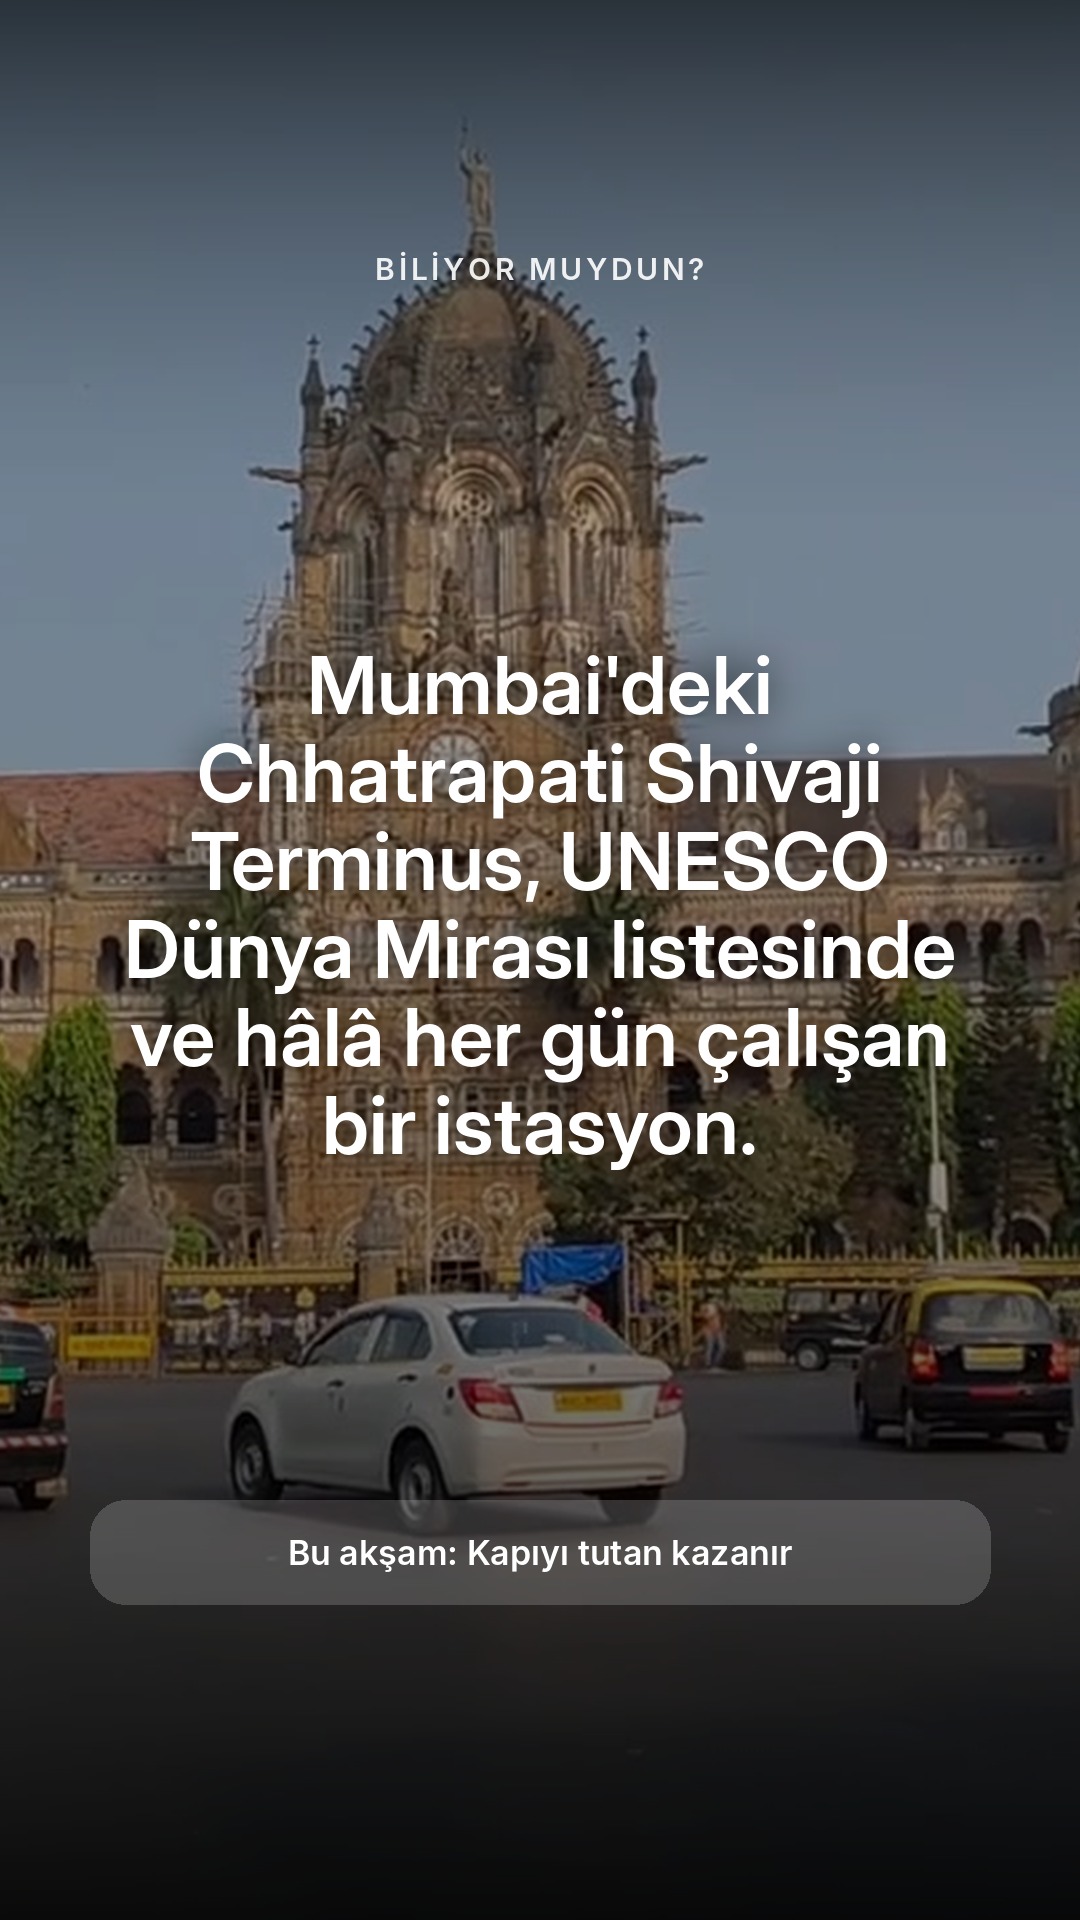 BİLİYOR MUYDUN?
Mumbai'deki
Chhatrapati Shivaji
Terminus, UNESCO
Dünya Mirası listesinde
ve hâlâ her gün çalışan
bir istasyon.
Bu akşam: Kapıyı tutan kazanır